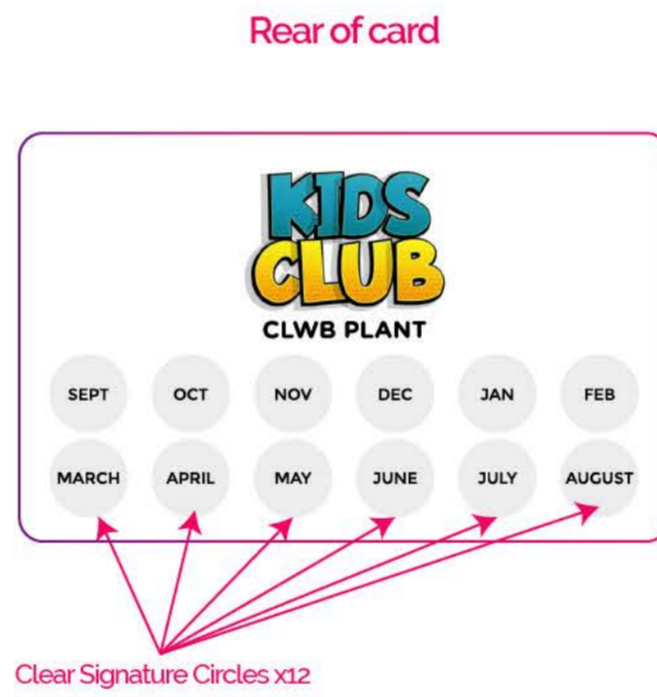 Rear of card
KIDS
CLUB
CLWB PLANT
SEPT OCT NOV DEC JAN FEB
MARCH APRIL MAY JUNE JULY AUGUST
Clear Signature Circles x12